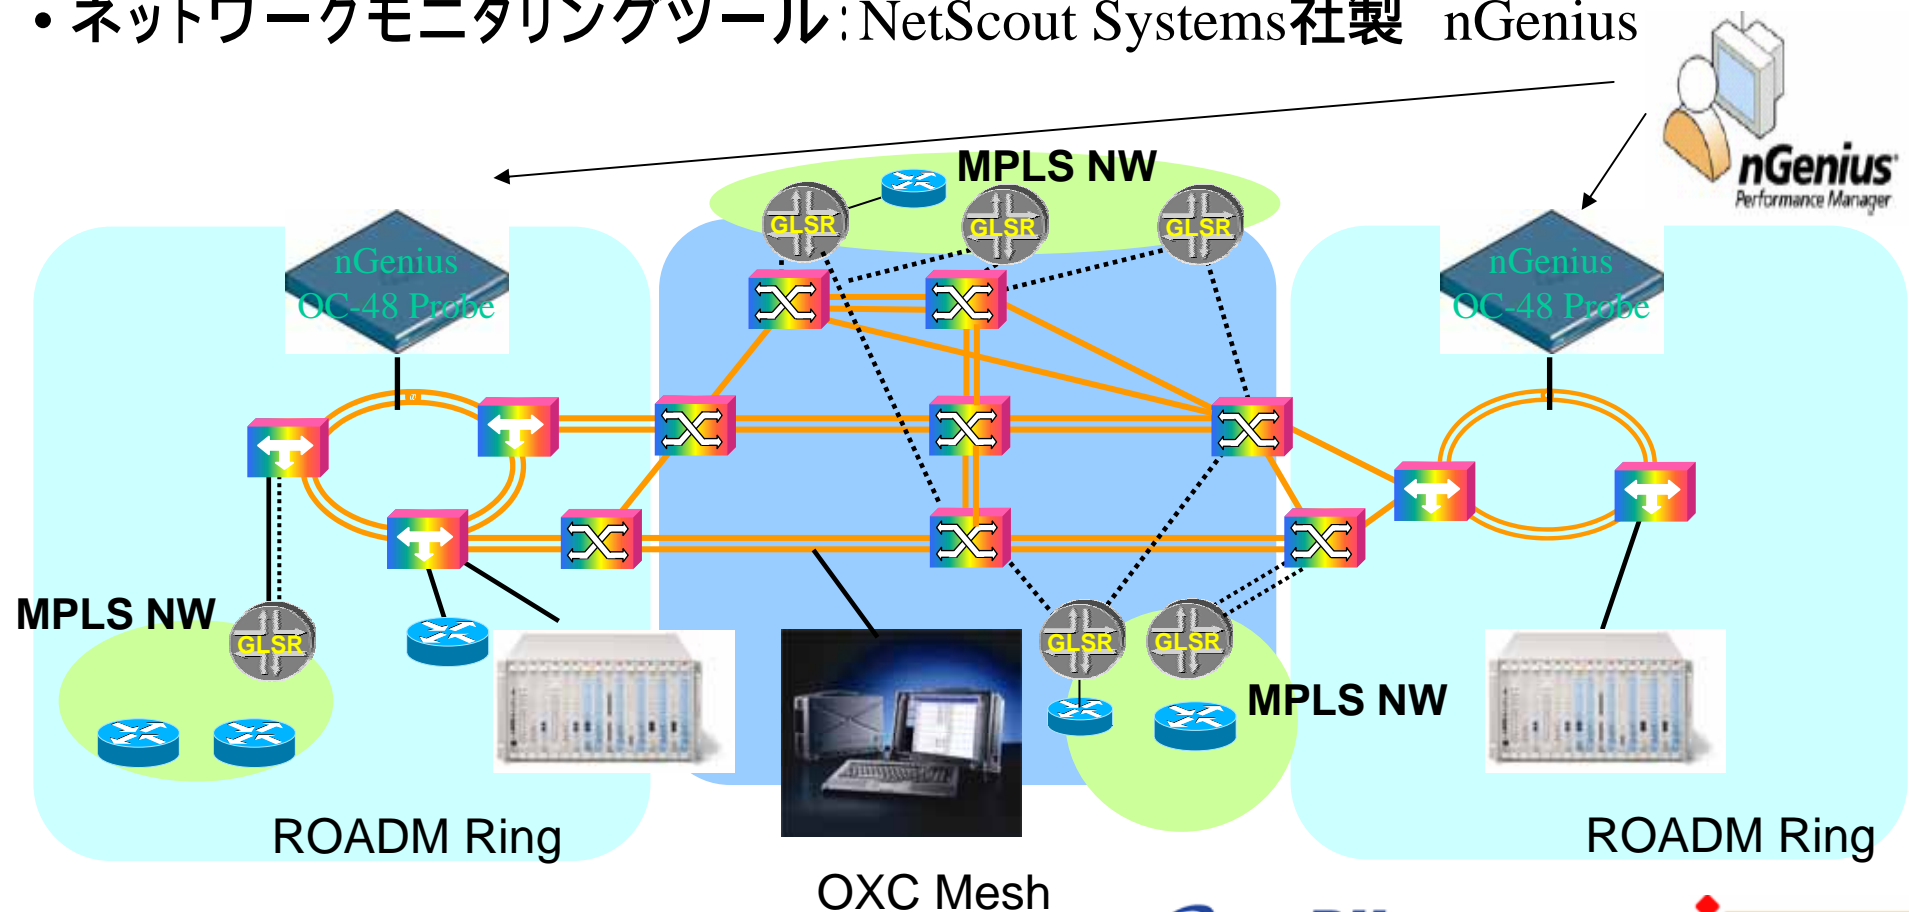 • ネットワークモニタリングツール：NetScout Systems社製 nGenius
nGenius
Performance Manager
MPLS NW
GLSR
GLSR
GLSR
nGenius
OC-48 Probe
nGenius
OC-48 Probe
MPLS NW
GLSR
GLSR
GLSR
MPLS NW
ROADM Ring
ROADM Ring
OXC Mesh